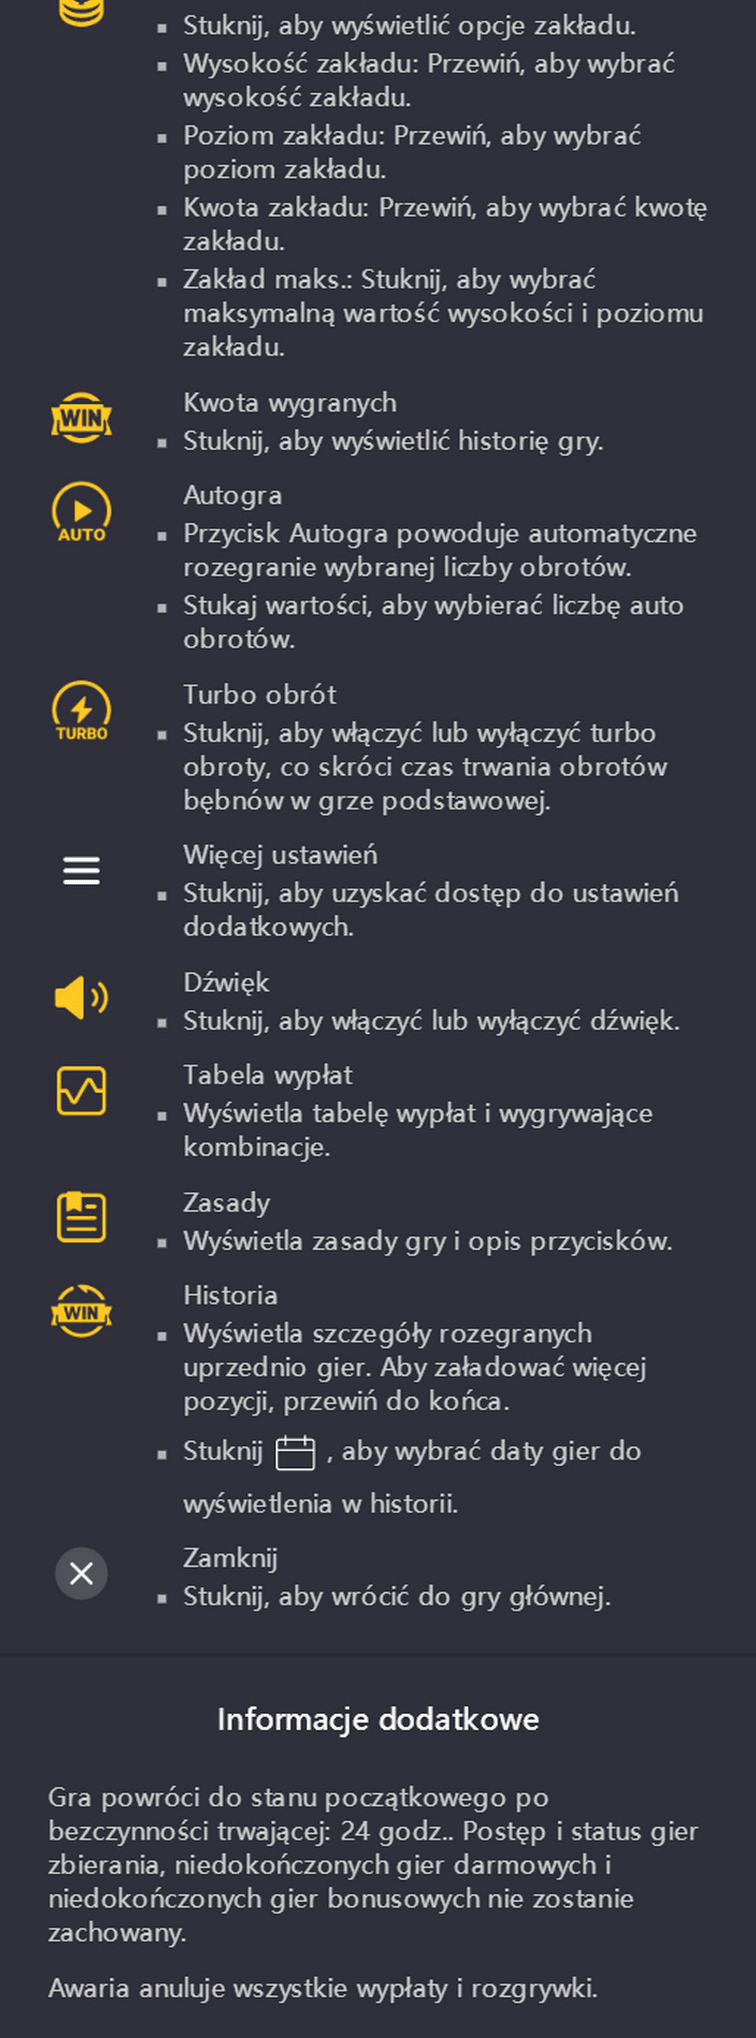 Stuknij, aby wyświetlić opcje zakładu.
Wysokość zakładu: Przewiń, aby wybrać
wysokość zakładu.
Poziom zakładu: Przewiń, aby wybrać
poziom zakładu.
Kwota zakładu: Przewiń, aby wybrać kwotę
zakładu.
Zakład maks.: Stuknij, aby wybrać
maksymalną wartość wysokości i poziomu
zakładu.
WIN
Kwota wygranych
Stuknij, aby wyświetlić historię gry.
AUTO
Autogra
Przycisk Autogra powoduje automatyczne
rozegranie wybranej liczby obrotów.
Stukaj wartości, aby wybierać liczbę auto
obrotów.
TURBO
Turbo obrót
Stuknij, aby włączyć lub wyłączyć turbo
obroty, co skróci czas trwania obrotów
bębnów w grze podstawowej.
Więcej ustawień
Stuknij, aby uzyskać dostęp do ustawień
dodatkowych.
Dźwięk
Stuknij, aby włączyć lub wyłączyć dźwięk.
Tabela wypłat
Wyświetla tabelę wypłat i wygrywające
kombinacje.
Zasady
Wyświetla zasady gry i opis przycisków.
WIN
Historia
Wyświetla szczegóły rozegranych
uprzednio gier. Aby załadować więcej
pozycji, przewiń do końca.
Stuknij , aby wybrać daty gier do
wyświetlenia w historii.
Zamknij
Stuknij, aby wrócić do gry głównej.
Informacje dodatkowe
Gra powróci do stanu początkowego po
bezczynności trwającej: 24 godz.. Postęp i status gier
zbierania, niedokończonych gier darmowych i
niedokończonych gier bonusowych nie zostanie
zachowany.
Awaria anuluje wszystkie wypłaty i rozgrywki.